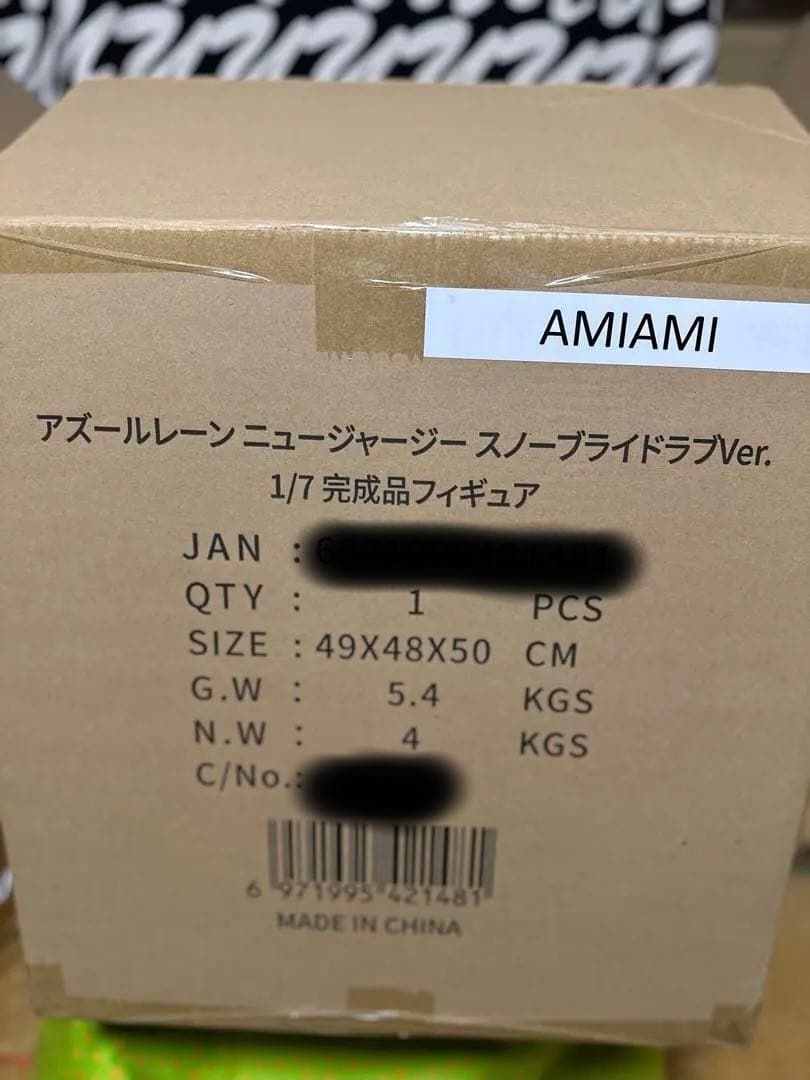 AMIAMI
アズールレーン ニュージャージー スノーブライドラブVer.
1/7 完成品フィギュア
JAN :
QTY : 1 PCS
SIZE : 49X48X50 CM
G.W : 5.4 KGS
N.W : 4 KGS
C/No.:
6 971995 421481
MADE IN CHINA